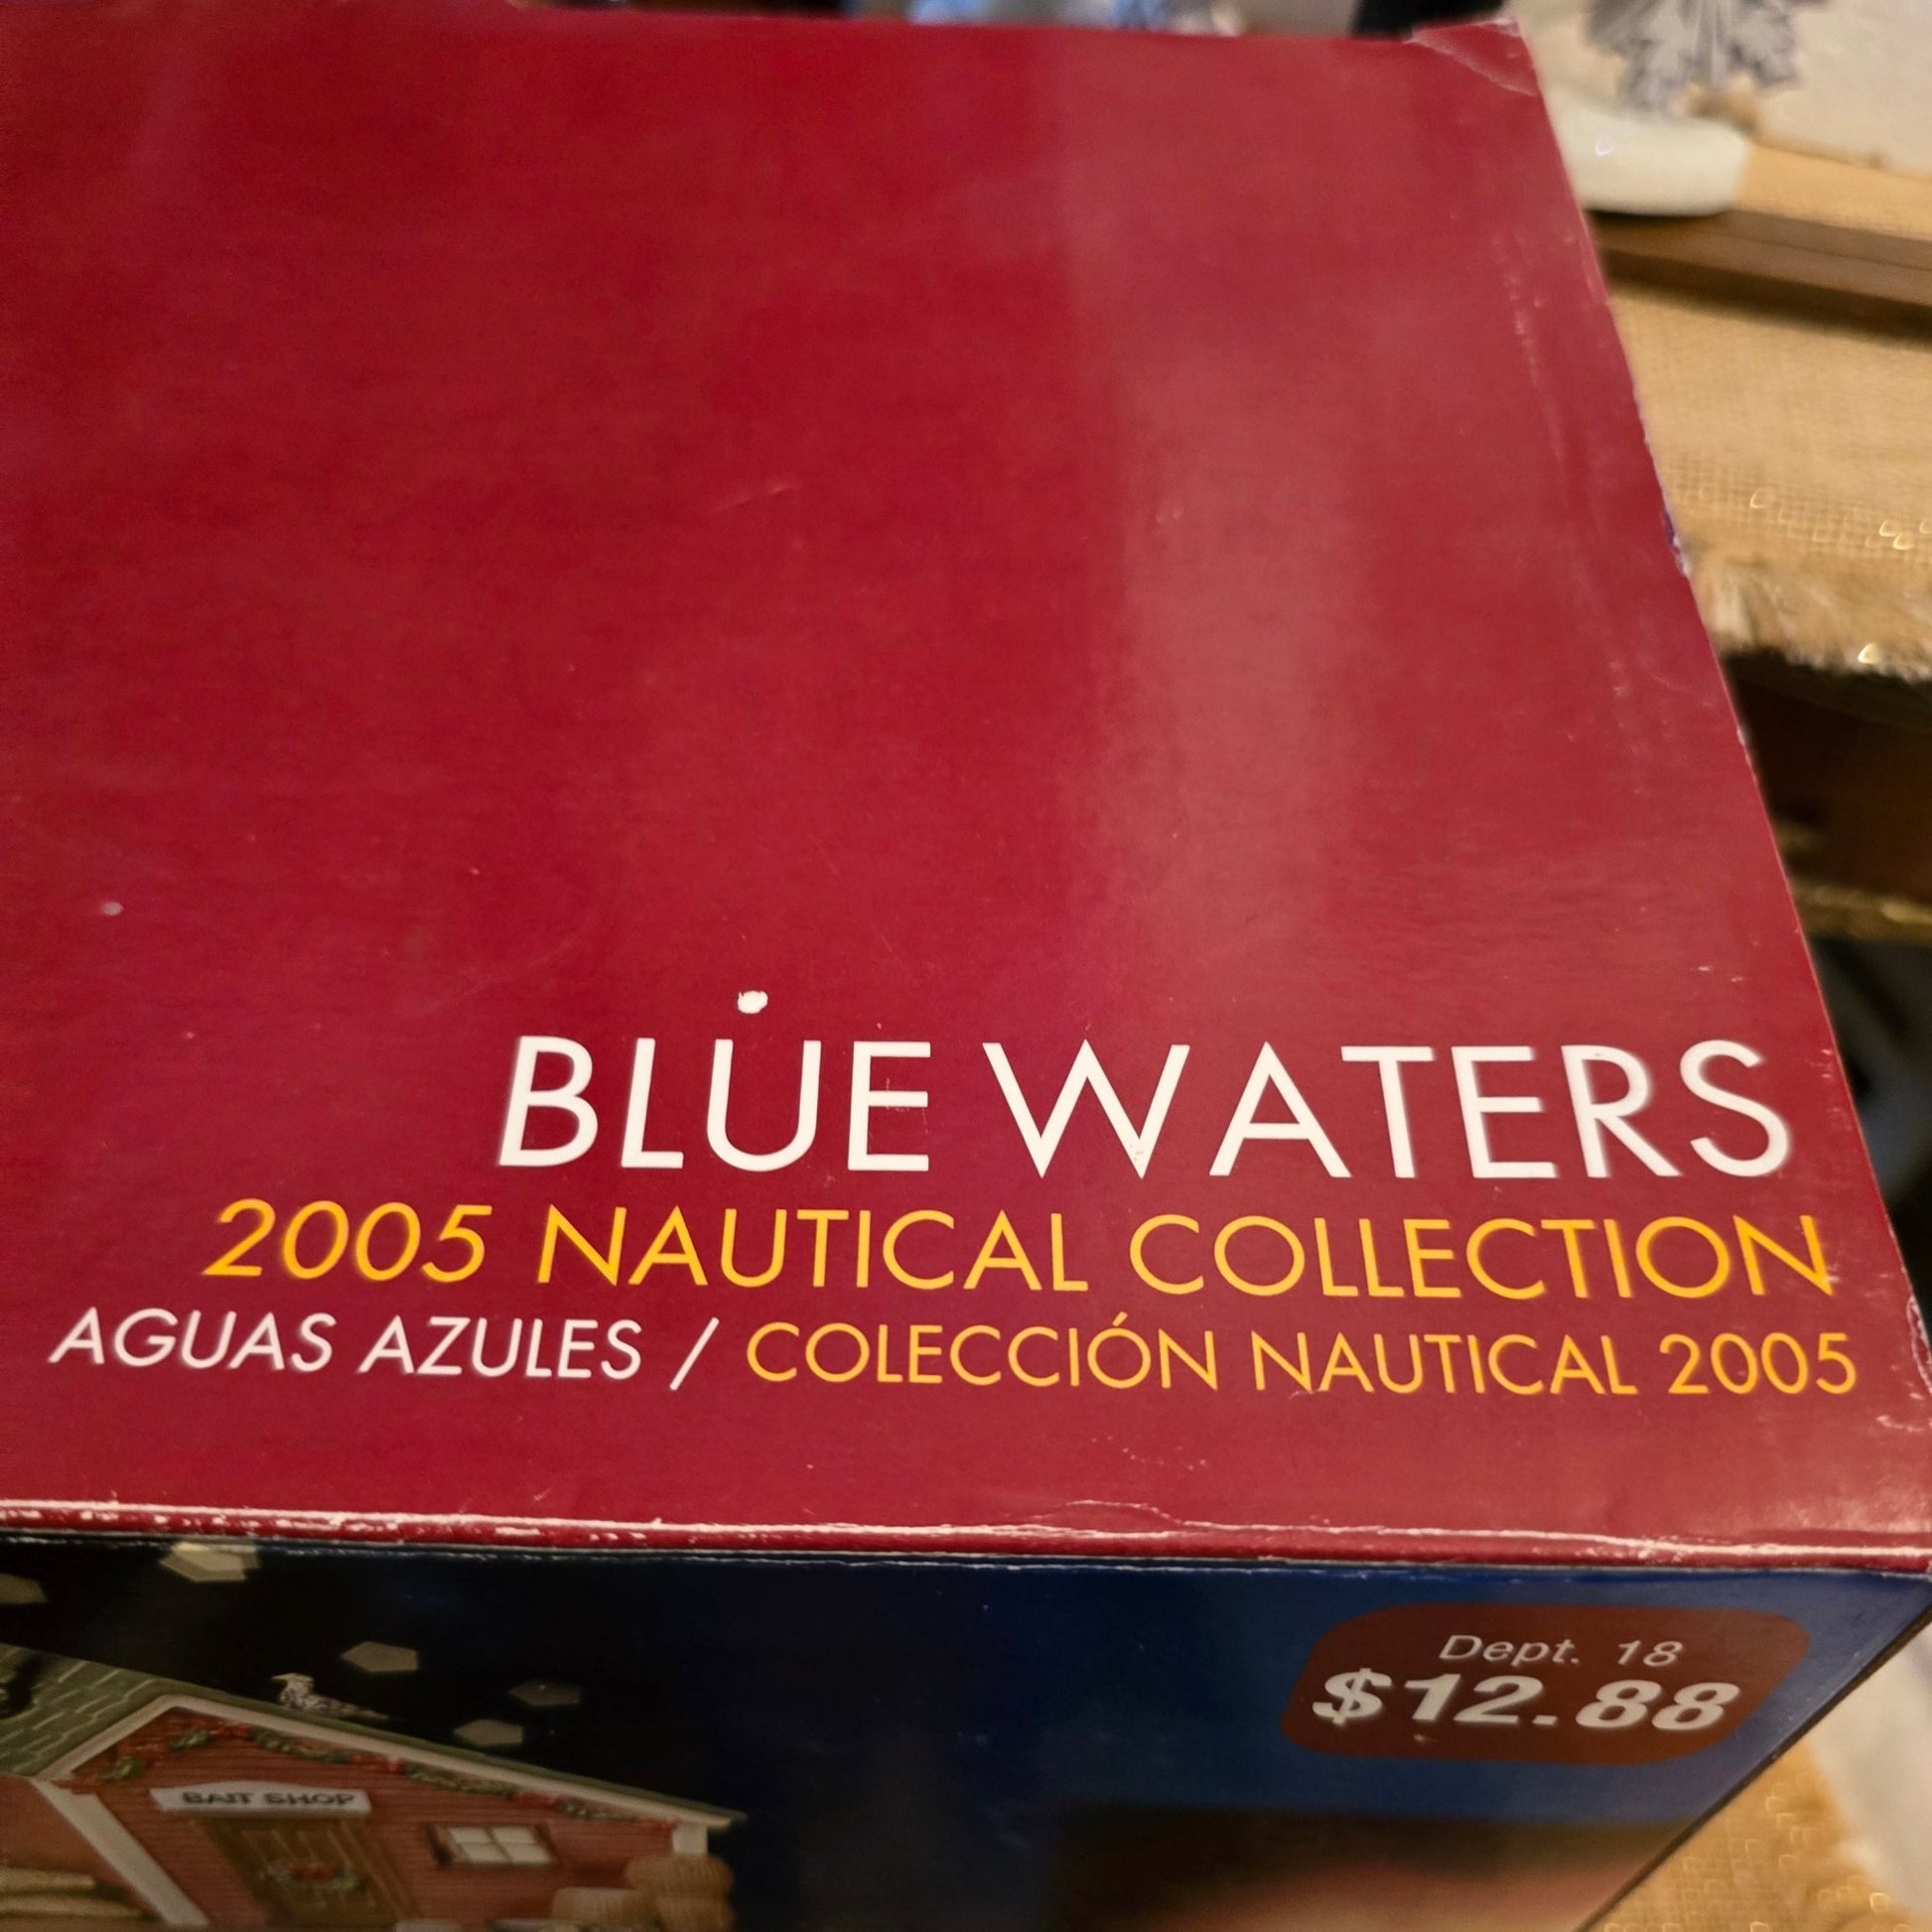 BLUE WATERS
2005 NAUTICAL COLLECTION
AGUAS AZULES / COLECCIÓN NAUTICAL 2005
Dept. 18
$12.88
BAIT SHOP